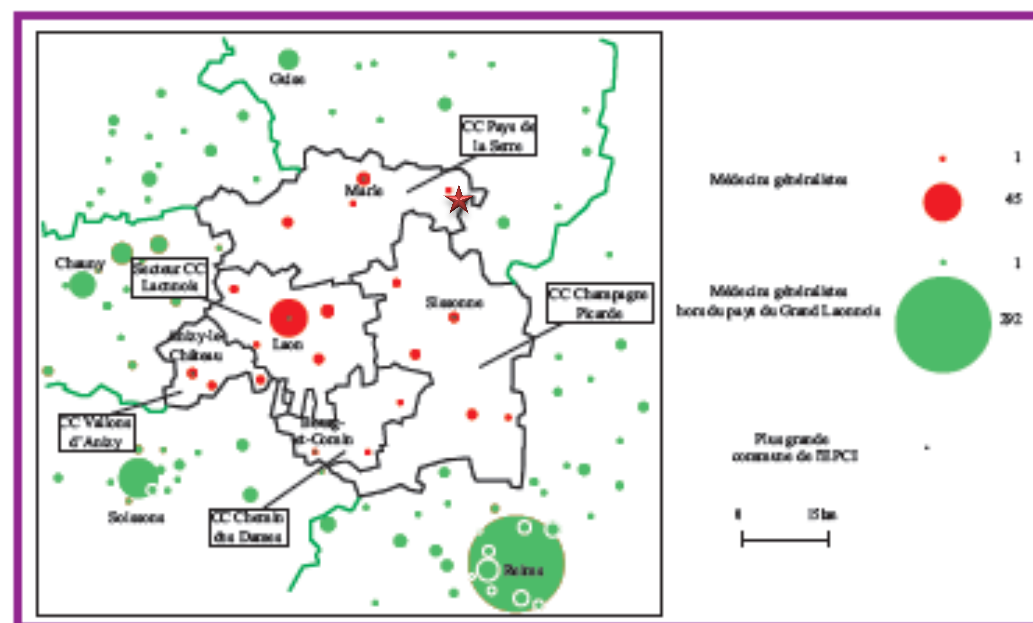 Guise
CC Pays de
la Serre
Marle
Chauny
Secteur CC
Laonnois
Sissonne
CC Champagne
Picarde
Anizy-le-
Château
Laon
CC Vallons
d'Anizy
Bourg-
et-Comin
Soissons
CC Chemin
des Dames
Reims
Médecins généralistes
1
45
Médecins généralistes
hors du pays du Grand Laonnois
1
292
Plus grande
commune de l'EPCI
0 15 km